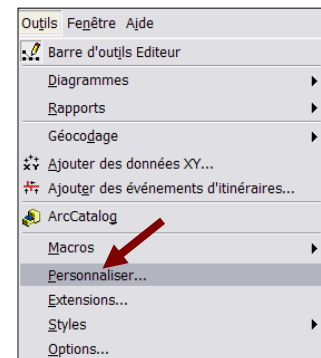 Outils Fenêtre Aide
Barre d'outils Editeur
Diagrammes
Rapports
Géocodage
Ajouter des données XY...
Ajouter des événements d'itinéraires...
ArcCatalog
Macros
Personnaliser...
Extensions...
Styles
Options...